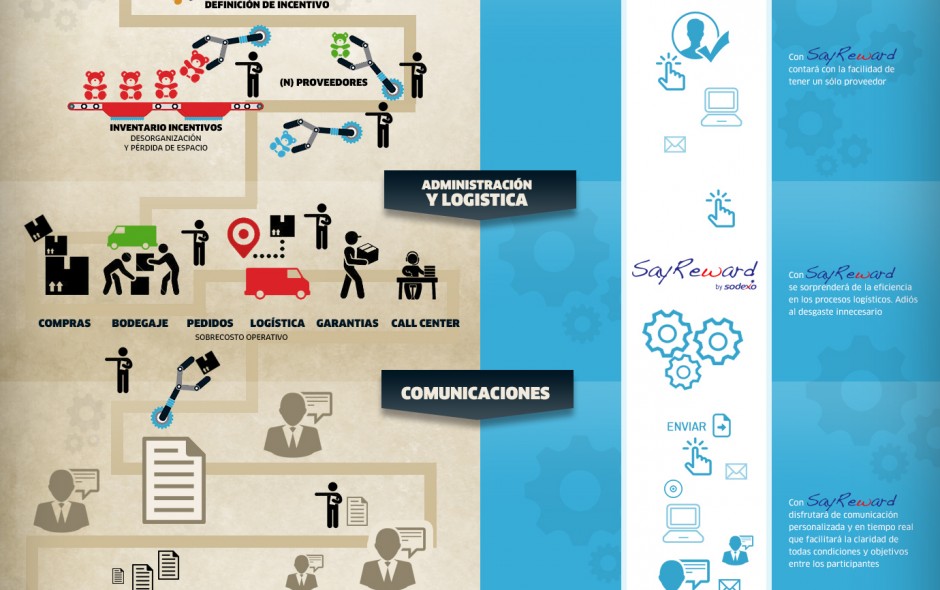 DEFINICIÓN DE INCENTIVO
(N) PROVEEDORES
INVENTARIO INCENTIVOS
DESORGANIZACIÓN
Y PÉRDIDA DE ESPACIO
ADMINISTRACIÓN
Y LOGISTICA
COMPRAS
BODEGAJE
PEDIDOS
LOGÍSTICA
GARANTIAS
CALL CENTER
SOBRECOSTO OPERATIVO
COMUNICACIONES
SayReward
by sodexo
ENVIAR
Con SayReward
contará con la facilidad de
tener un sólo proveedor
Con SayReward
se sorprenderá de la eficiencia
en los procesos logísticos. Adiós
al desgaste innecesario
Con SayReward
disfrutará de comunicación
personalizada y en tiempo real
que facilitará la claridad de
todas condiciones y objetivos
entre los participantes